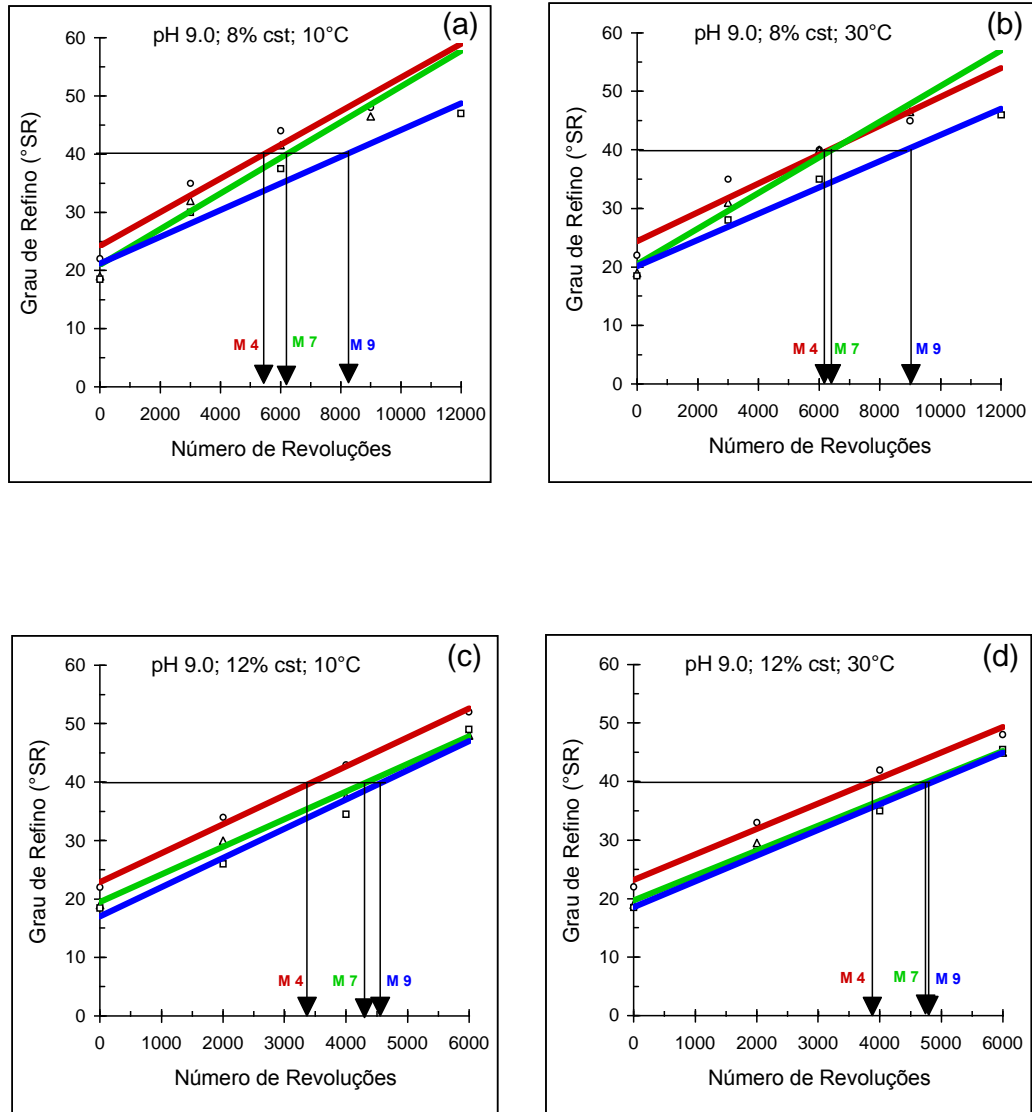 (a)
pH 9.0; 8% cst; 10°C
Grau de Refino (°SR)
60
50
40
30
20
10
0
M 4
M 7
M 9
0 2000 4000 6000 8000 10000 12000
Número de Revoluções
(b)
pH 9.0; 8% cst; 30°C
Grau de Refino (°SR)
60
50
40
30
20
10
0
M 4
M 7
M 9
0 2000 4000 6000 8000 10000 12000
Número de Revoluções
(c)
pH 9.0; 12% cst; 10°C
Grau de Refino (°SR)
60
50
40
30
20
10
0
M 4
M 7
M 9
0 1000 2000 3000 4000 5000 6000
Número de Revoluções
(d)
pH 9.0; 12% cst; 30°C
Grau de Refino (°SR)
60
50
40
30
20
10
0
M 4
M 7
M 9
0 1000 2000 3000 4000 5000 6000
Número de Revoluções